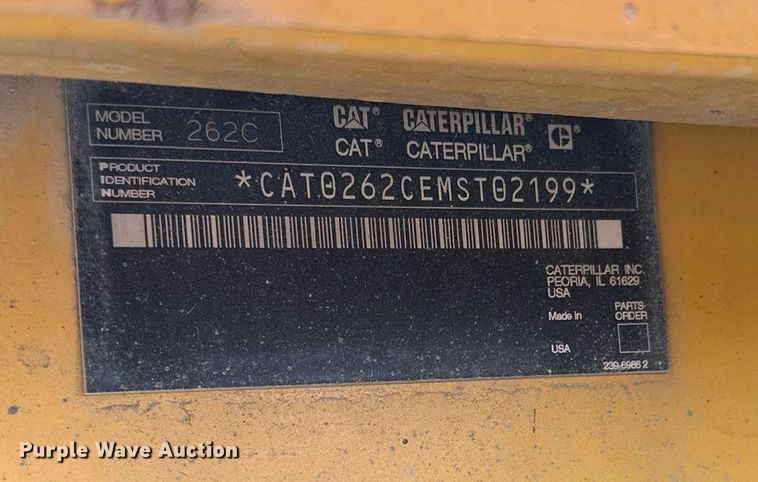 MODEL
NUMBER 262C
CAT® CATERPILLAR® C®
CAT® CATERPILLAR®
PRODUCT
IDENTIFICATION
NUMBER
*CAT0262CEMST02199*
CATERPILLAR INC.
PEORIA, IL 61629
USA
Made in
PARTS
ORDER
USA
239-6986 2
Purple Wave Auction